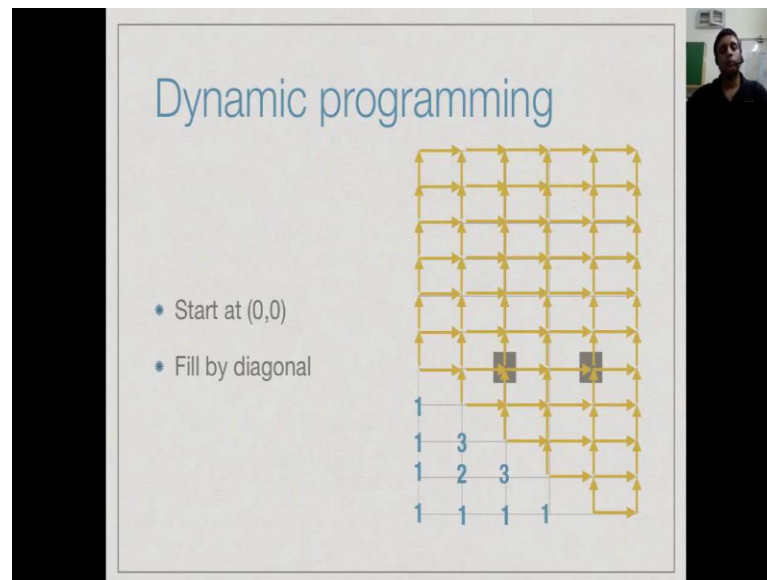 Dynamic programming
Start at (0,0)
Fill by diagonal
1
1 3
1 2 3
1 1 1 1